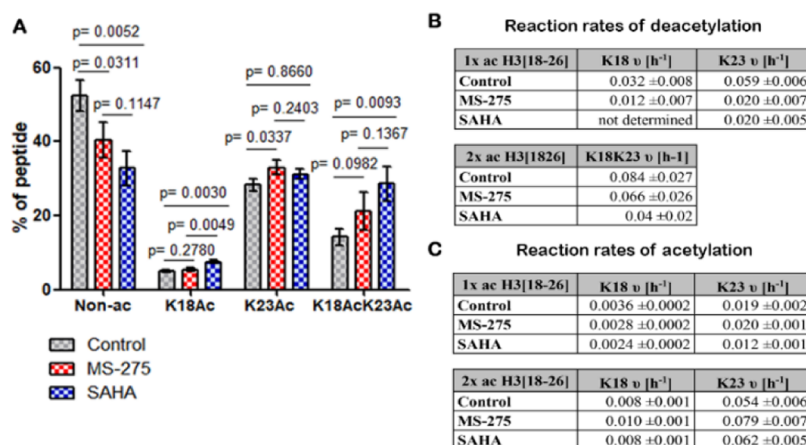 A
p= 0.0052
p= 0.0311
p= 0.1147
p= 0.0030
p= 0.0049
p= 0.2780
p= 0.8660
p= 0.2403
p= 0.0337
p= 0.0093
p= 0.1367
p= 0.0982
% of peptide
60
40
20
0
Non-ac K18Ac K23Ac K18AcK23Ac
Control
MS-275
SAHA
B
Reaction rates of deacetylation
1x ac H3[18-26] K18 υ [h-1] K23 υ [h-1]
Control 0.032 ±0.008 0.059 ±0.006
MS-275 0.012 ±0.007 0.020 ±0.007
SAHA not determined 0.020 ±0.005
2x ac H3[1826] K18K23 υ [h-1]
Control 0.084 ±0.027
MS-275 0.066 ±0.026
SAHA 0.04 ±0.02
C
Reaction rates of acetylation
1x ac H3[18-26] K18 υ [h-1] K23 υ [h-1]
Control 0.0036 ±0.0002 0.019 ±0.002
MS-275 0.0028 ±0.0002 0.020 ±0.001
SAHA 0.0024 ±0.0002 0.012 ±0.001
2x ac H3[18-26] K18 υ [h-1] K23 υ [h-1]
Control 0.008 ±0.001 0.054 ±0.006
MS-275 0.010 ±0.001 0.079 ±0.007
SAHA 0.008 ±0.001 0.062 ±0.005